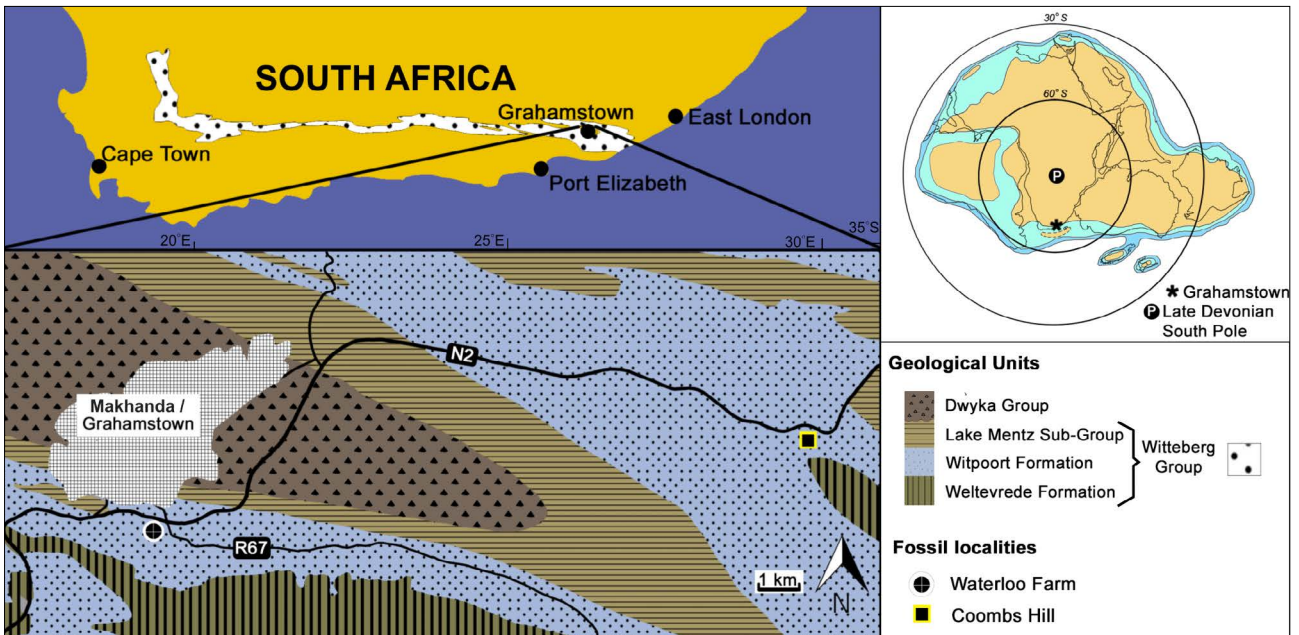 SOUTH AFRICA
Grahamstown
East London
Cape Town
Port Elizabeth
20°E
25°E
30°E
35°S
N2
Makhanda /
Grahamstown
R67
1 km
N
30° S
60° S
P
* Grahamstown
P Late Devonian
South Pole
Geological Units
Dwyka Group
Lake Mentz Sub-Group
Witpoort Formation
Weltevrede Formation
Witteberg
Group
Fossil localities
Waterloo Farm
Coombs Hill